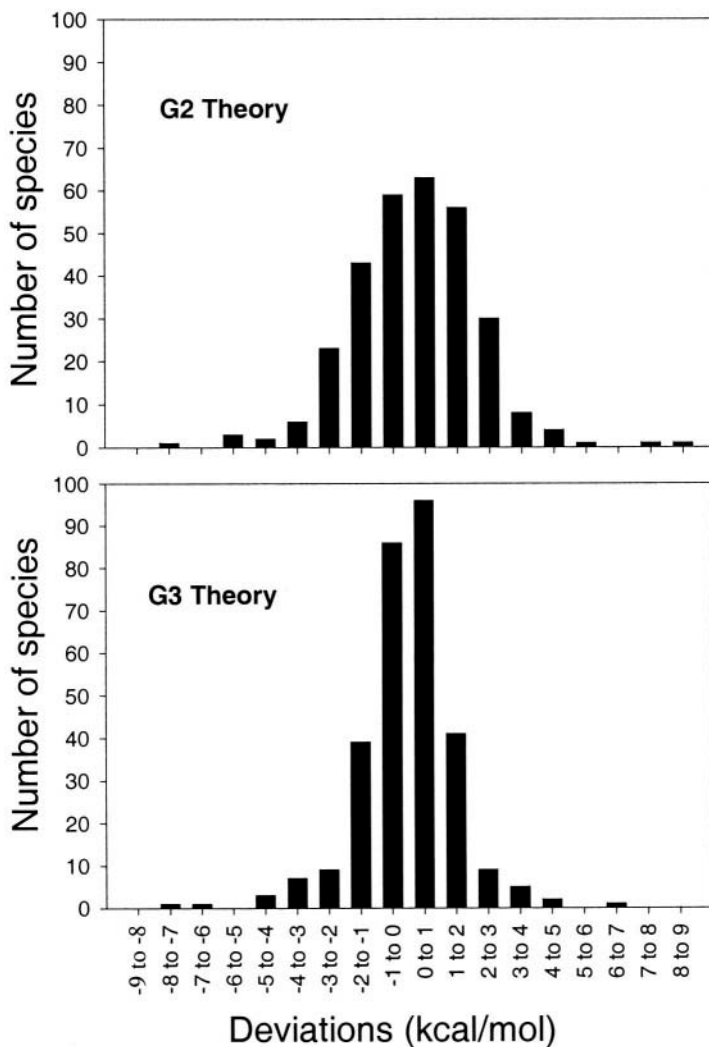 100
90
80
70
60
50
40
30
20
10
0
Number of species
G2 Theory
100
90
80
70
60
50
40
30
20
10
0
Number of species
G3 Theory
-9 to -8
-8 to -7
-7 to -6
-6 to -5
-5 to -4
-4 to -3
-3 to -2
-2 to -1
-1 to 0
0 to 1
1 to 2
2 to 3
3 to 4
4 to 5
5 to 6
6 to 7
7 to 8
8 to 9
Deviations (kcal/mol)